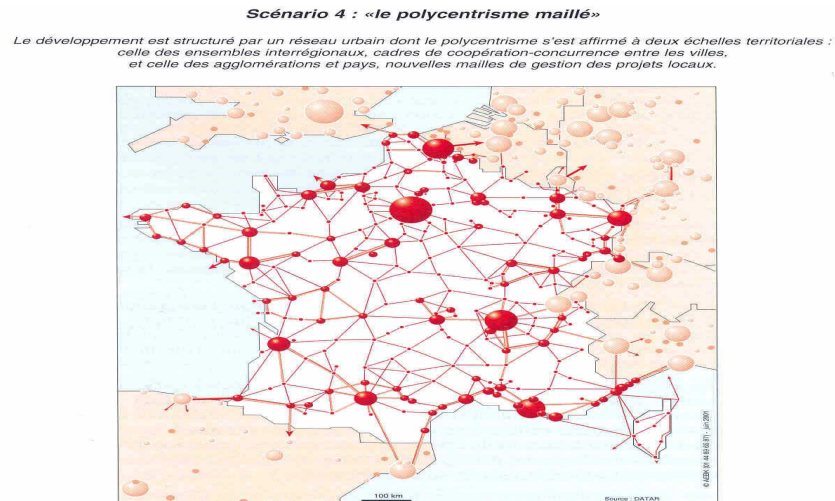 Scénario 4 : «le polycentrisme maillé»
Le développement est structuré par un réseau urbain dont le polycentrisme s'est affirmé à deux échelles territoriales :
celle des ensembles interrégionaux, cadres de coopération-concurrence entre les villes,
et celle des agglomérations et pays, nouvelles mailles de gestion des projets locaux.
100 km
Source : DATAR